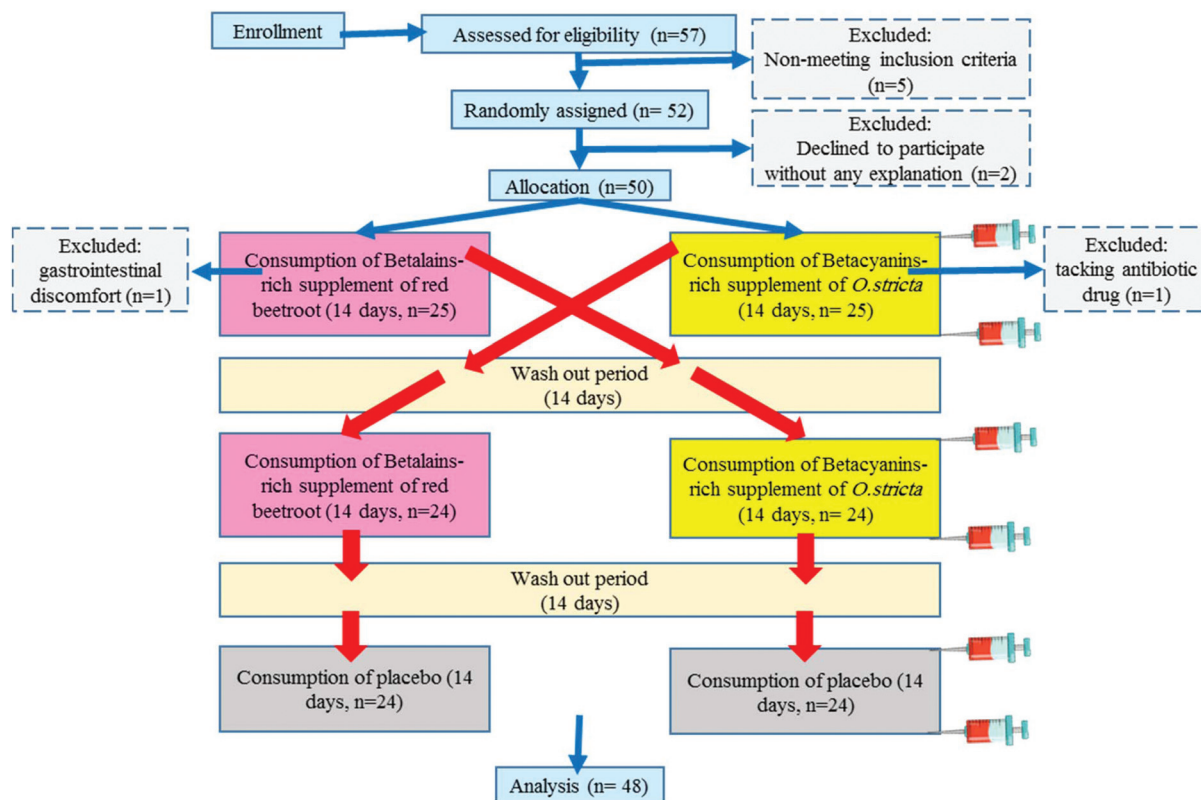 Enrollment
Assessed for eligibility (n=57)
Excluded:
Non-meeting inclusion criteria
(n=5)
Randomly assigned (n= 52)
Excluded:
Declined to participate
without any explanation (n=2)
Allocation (n=50)
Excluded:
gastrointestinal
discomfort (n=1)
Consumption of Betalains-
rich supplement of red
beetroot (14 days, n=25)
Consumption of Betacyanins-
rich supplement of O.stricta
(14 days, n= 25)
Excluded:
tacking antibiotic
drug (n=1)
Wash out period
(14 days)
Consumption of Betalains-
rich supplement of red
beetroot (14 days, n=24)
Consumption of Betacyanins-
rich supplement of O.stricta
(14 days, n= 24)
Wash out period
(14 days)
Consumption of placebo (14
days, n=24)
Consumption of placebo (14
days, n=24)
Analysis (n= 48)